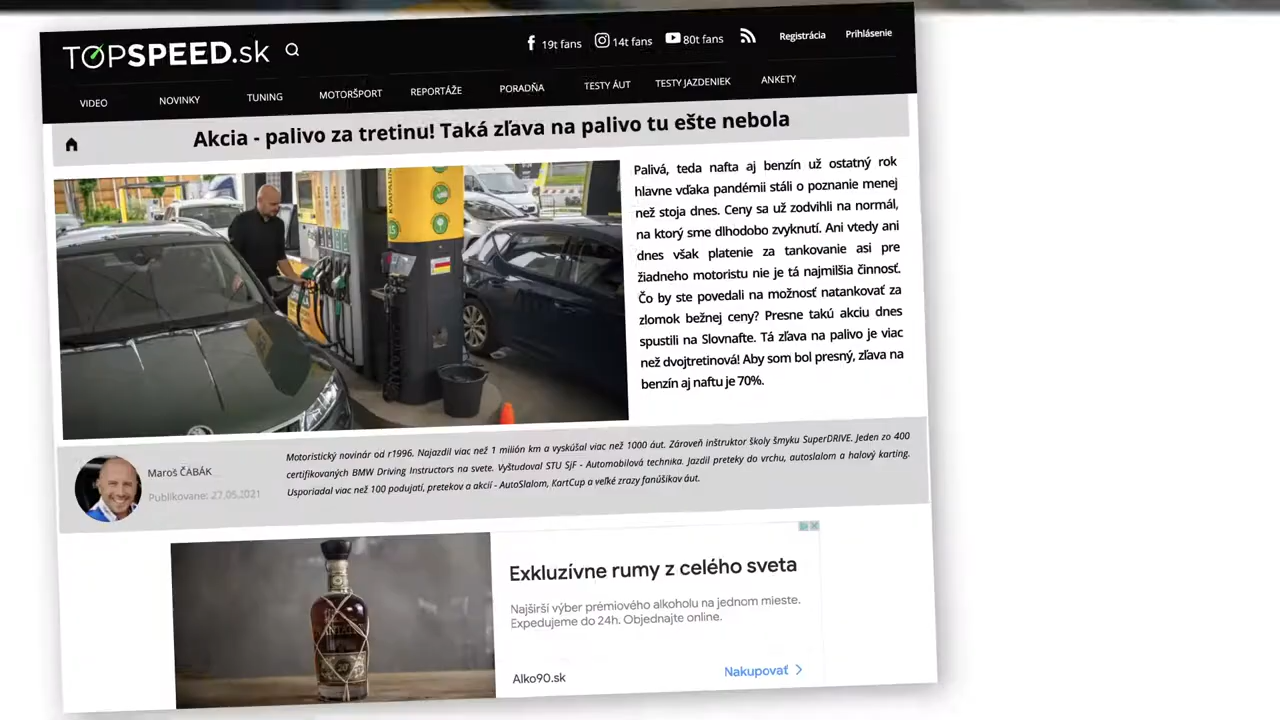 TOPSPEED.sk
19t fans 14t fans 80t fans Registrácia Prihlásenie
VIDEO NOVINKY TUNING MOTORŠPORT REPORTÁŽE PORADŇA TESTY ÁUT TESTY JAZDENIEK ANKETY
Akcia - palivo za tretinu! Taká zľava na palivo tu ešte nebola
Palivá, teda nafta aj benzín už ostatný rok
hlavne vďaka pandémii stáli o poznanie menej
než stoja dnes. Ceny sa už zodvihli na normál,
na ktorý sme dlhodobo zvyknutí. Ani vtedy ani
dnes však platenie za tankovanie asi pre
žiadneho motoristu nie je tá najmilšia činnosť.
Čo by ste povedali na možnosť natankovať za
zlomok bežnej ceny? Presne takú akciu dnes
spustili na Slovnafte. Tá zľava na palivo je viac
než dvojtretinová! Aby som bol presný, zľava na
benzín aj naftu je 70%.
Maroš ČABÁK
Publikované: 27.05.2021
Motoristický novinár od r1996. Najazdil viac než 1 milión km a vyskúšal viac než 1000 áut. Zároveň inštruktor školy šmyku SuperDRIVE. Jeden zo 400
certifikovaných BMW Driving Instructors na svete. Vyštudoval STU SjF - Automobilová technika. Jazdil preteky do vrchu, autoslalom a halový karting.
Usporiadal viac než 100 podujatí, pretekov a akcií - AutoSlalom, KartCup a veľké zrazy fanúšikov áut.
Exkluzívne rumy z celého sveta
Najširší výber prémiového alkoholu na jednom mieste.
Expedujeme do 24h. Objednajte online.
Alko90.sk
Nakupovať